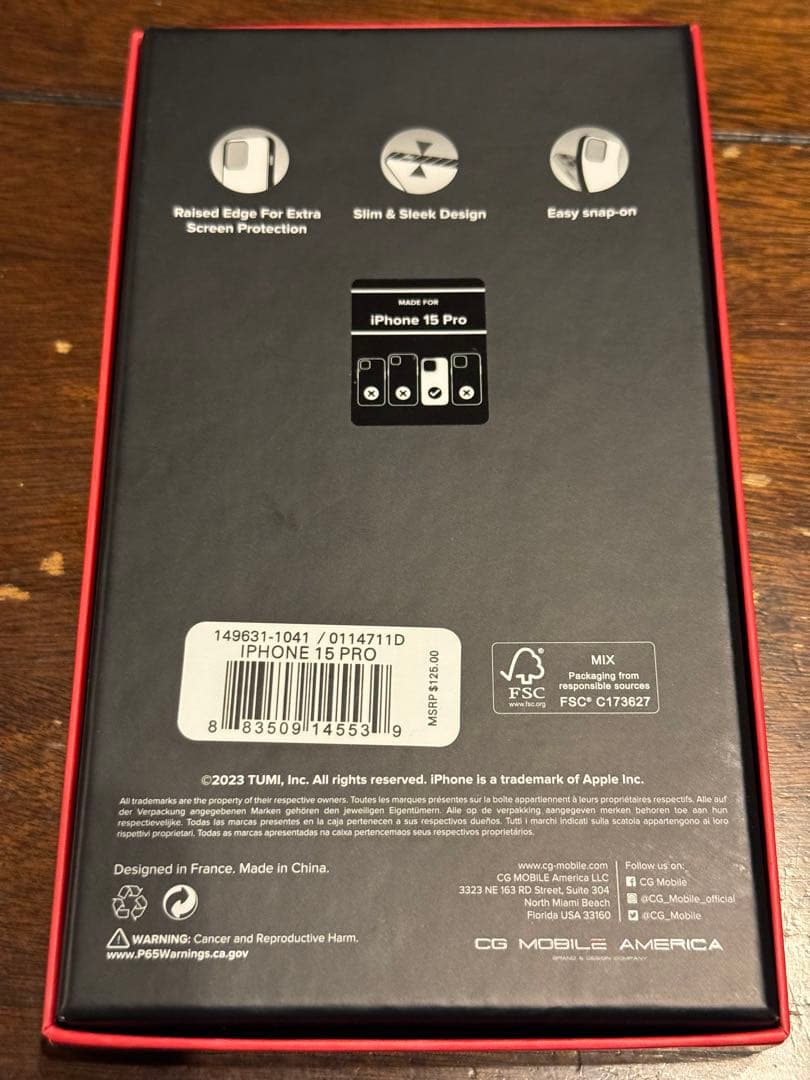 Raised Edge For Extra
Screen Protection
Slim & Sleek Design
Easy snap-on
MADE FOR
iPhone 15 Pro
149631-1041 / 0114711D
IPHONE 15 PRO
MSRP $125.00
8 83509 14553 9
FSC
www.fsc.org
MIX
Packaging from
responsible sources
FSC® C173627
©2023 TUMI, Inc. All rights reserved. iPhone is a trademark of Apple Inc.
All trademarks are the property of their respective owners. Toutes les marques présentes sur la boîte appartiennent à leurs propriétaires respectifs. Alle auf
der Verpackung angegebenen Marken gehören den jeweiligen Eigentümern. Alle op de verpakking aangegeven merken behoren toe aan hun
respectievelijke. Todas las marcas presentes en la caja pertenecen a sus respectivos dueños. Tutti i marchi indicati sulla scatola appartengono ai loro
rispettivi proprietari. Todas as marcas apresentadas na caixa pertencemaos seus respectivos proprietários.
Designed in France. Made in China.
WARNING: Cancer and Reproductive Harm.
www.P65Warnings.ca.gov
www.cg-mobile.com
CG MOBILE America LLC
3323 NE 163 RD Street, Suite 304
North Miami Beach
Florida USA 33160
Follow us on:
CG Mobile
@CG_Mobile_official
@CG_Mobile
CG MOBILE AMERICA
BRAND & DESIGN COMPANY